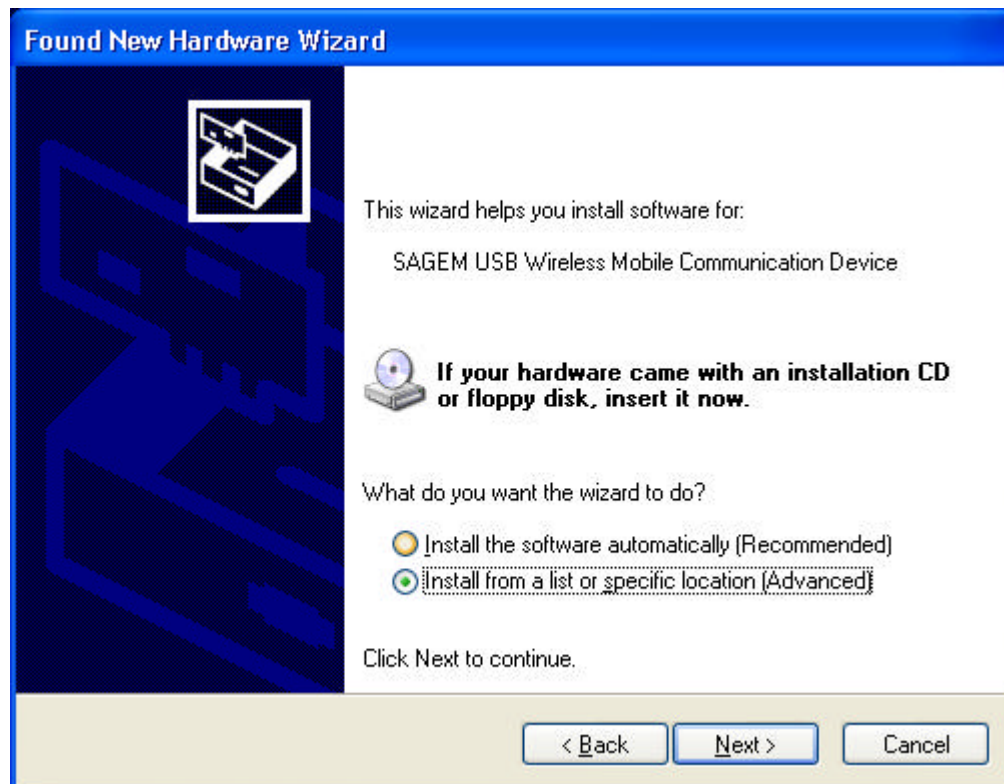 Found New Hardware Wizard
This wizard helps you install software for:
SAGEM USB Wireless Mobile Communication Device
If your hardware came with an installation CD
or floppy disk, insert it now.
What do you want the wizard to do?
Install the software automatically (Recommended)
Install from a list or specific location (Advanced)
Click Next to continue.
< Back Next > Cancel